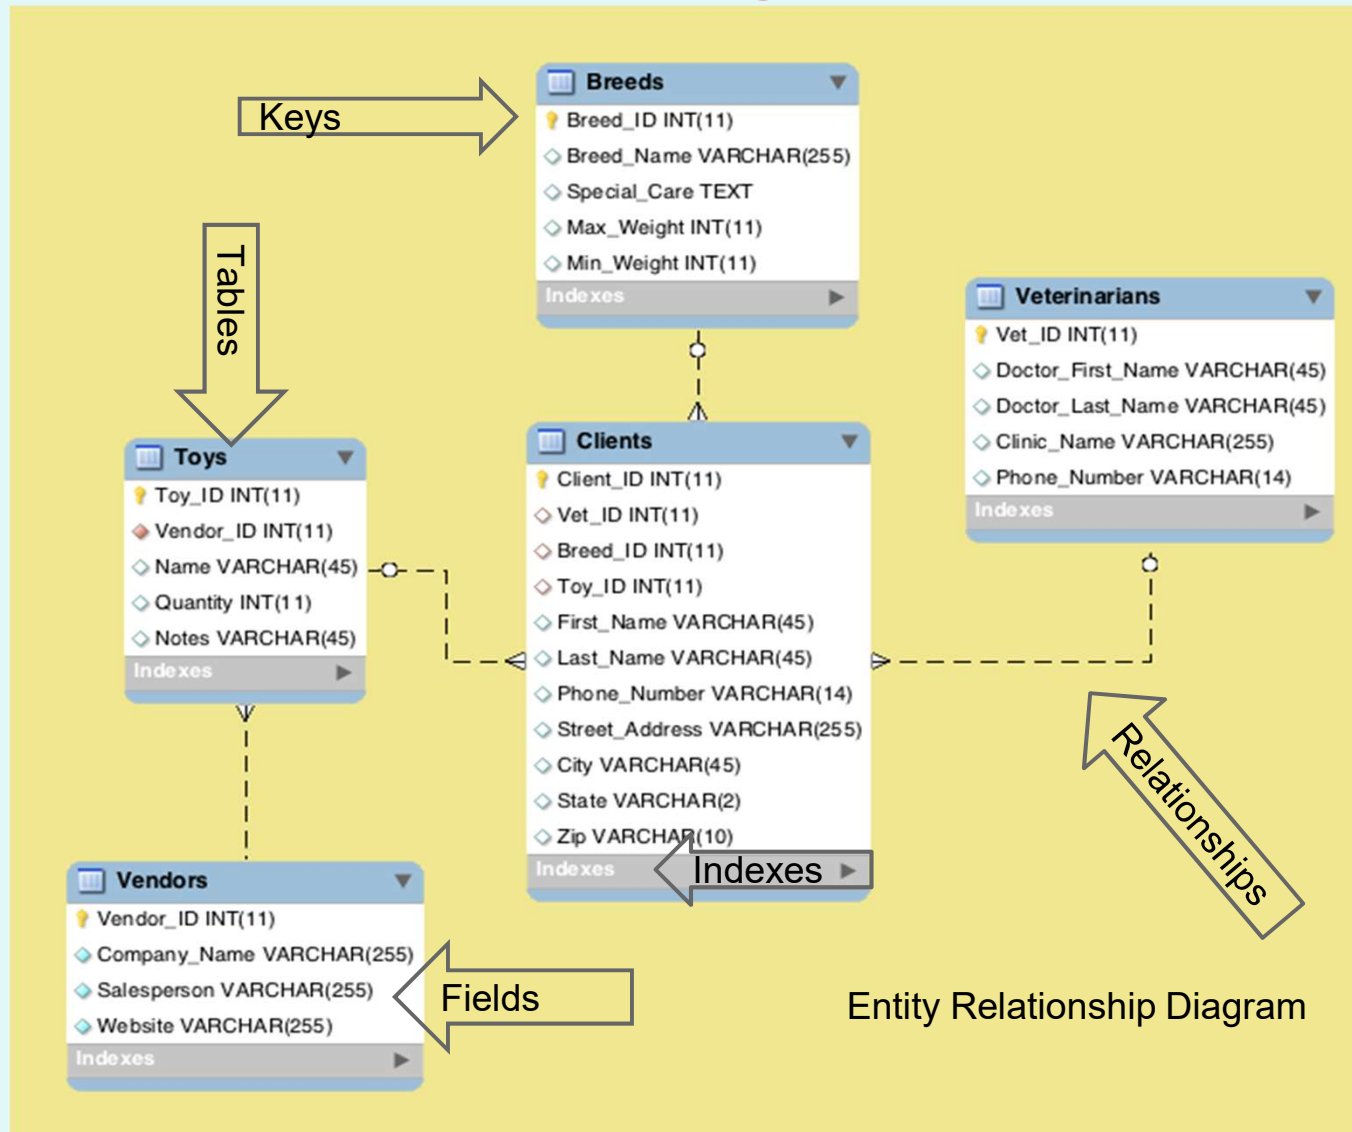 Keys
Breeds
Breed_ID INT(11)
Breed_Name VARCHAR(255)
Special_Care TEXT
Max_Weight INT(11)
Min_Weight INT(11)
Indexes
Tables
Toys
Toy_ID INT(11)
Vendor_ID INT(11)
Name VARCHAR(45)
Quantity INT(11)
Notes VARCHAR(45)
Indexes
Clients
Client_ID INT(11)
Vet_ID INT(11)
Breed_ID INT(11)
Toy_ID INT(11)
First_Name VARCHAR(45)
Last_Name VARCHAR(45)
Phone_Number VARCHAR(14)
Street_Address VARCHAR(255)
City VARCHAR(45)
State VARCHAR(2)
Zip VARCHAR(10)
Indexes
Indexes
Veterinarians
Vet_ID INT(11)
Doctor_First_Name VARCHAR(45)
Doctor_Last_Name VARCHAR(45)
Clinic_Name VARCHAR(255)
Phone_Number VARCHAR(14)
Indexes
Relationships
Vendors
Vendor_ID INT(11)
Company_Name VARCHAR(255)
Salesperson VARCHAR(255)
Website VARCHAR(255)
Indexes
Fields
Entity Relationship Diagram